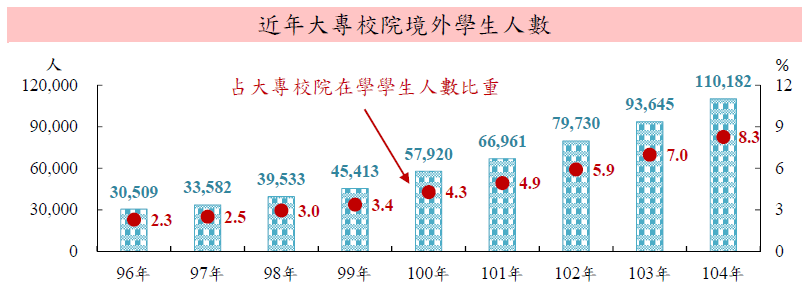 近年大專校院境外學生人數
人
%
120,000
90,000
60,000
30,000
0
12
9
6
3
0
占大專校院在學學生人數比重
30,509
33,582
39,533
45,413
57,920
66,961
79,730
93,645
110,182
2.3
2.5
3.0
3.4
4.3
4.9
5.9
7.0
8.3
96年
97年
98年
99年
100年
101年
102年
103年
104年